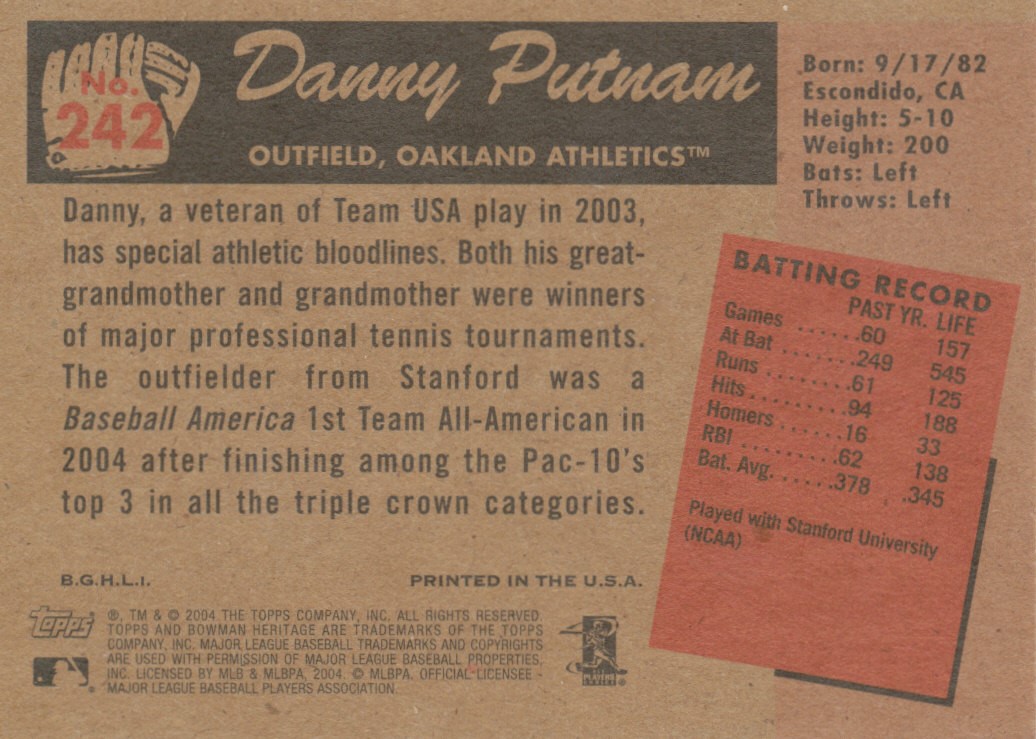 No.
242
Danny Putnam
OUTFIELD, OAKLAND ATHLETICS™
Born: 9/17/82
Escondido, CA
Height: 5-10
Weight: 200
Bats: Left
Throws: Left
Danny, a veteran of Team USA play in 2003,
has special athletic bloodlines. Both his great-
grandmother and grandmother were winners
of major professional tennis tournaments.
The outfielder from Stanford was a
Baseball America 1st Team All-American in
2004 after finishing among the Pac-10's
top 3 in all the triple crown categories.
BATTING RECORD
PAST YR. LIFE
Games ......60 157
At Bat .......249 545
Runs ........61 125
Hits .........94 188
Homers ......16 33
RBI ........62 138
Bat. Avg. .....378 .345
Played with Stanford University
(NCAA)
B.G.H.L.I.
PRINTED IN THE U.S.A.
Topps
®, TM & © 2004 THE TOPPS COMPANY, INC. ALL RIGHTS RESERVED.
TOPPS AND BOWMAN HERITAGE ARE TRADEMARKS OF THE TOPPS
COMPANY, INC. MAJOR LEAGUE BASEBALL TRADEMARKS AND COPYRIGHTS
ARE USED WITH PERMISSION OF MAJOR LEAGUE BASEBALL PROPERTIES,
INC. LICENSED BY MLB & MLBPA, 2004. © MLBPA. OFFICIAL LICENSEE -
MAJOR LEAGUE BASEBALL PLAYERS ASSOCIATION